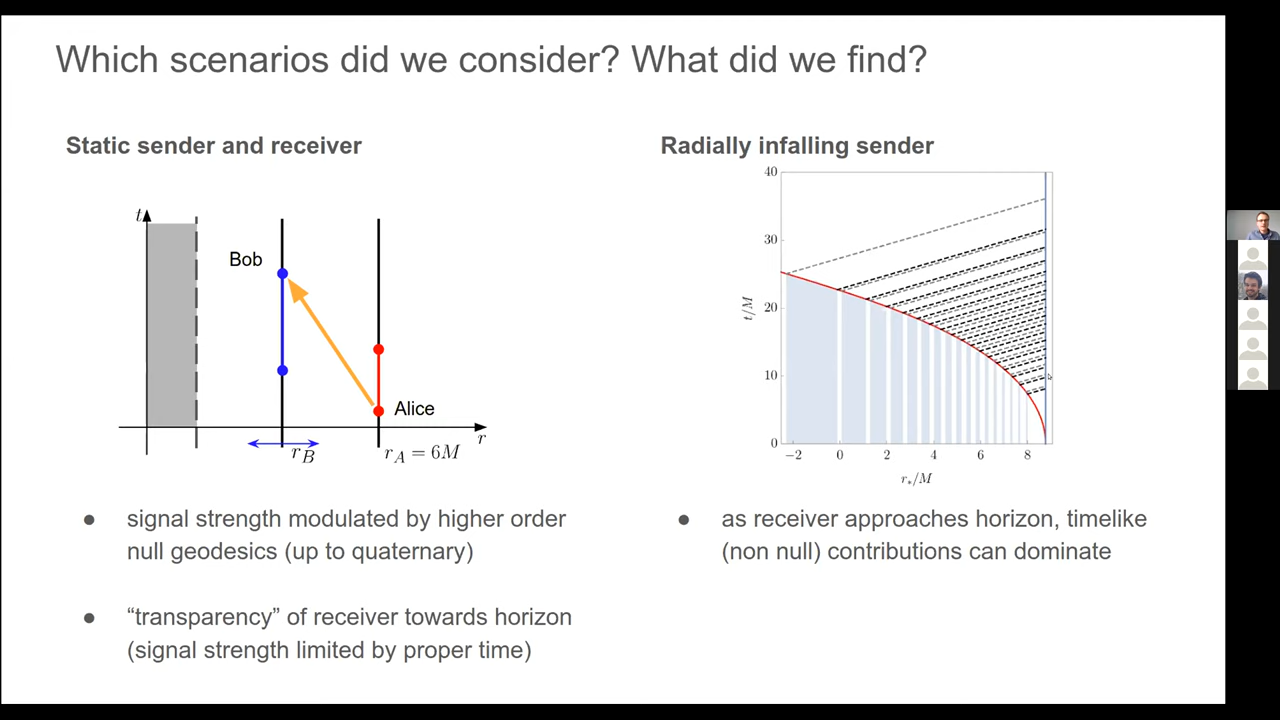 Which scenarios did we consider? What did we find?
Static sender and receiver
t
Bob
Alice
r
r_B
r_A = 6M
● signal strength modulated by higher order
null geodesics (up to quaternary)
● “transparency” of receiver towards horizon
(signal strength limited by proper time)
Radially infalling sender
40
30
20
10
0
t/M
−2 0 2 4 6 8
r_*/M
● as receiver approaches horizon, timelike
(non null) contributions can dominate